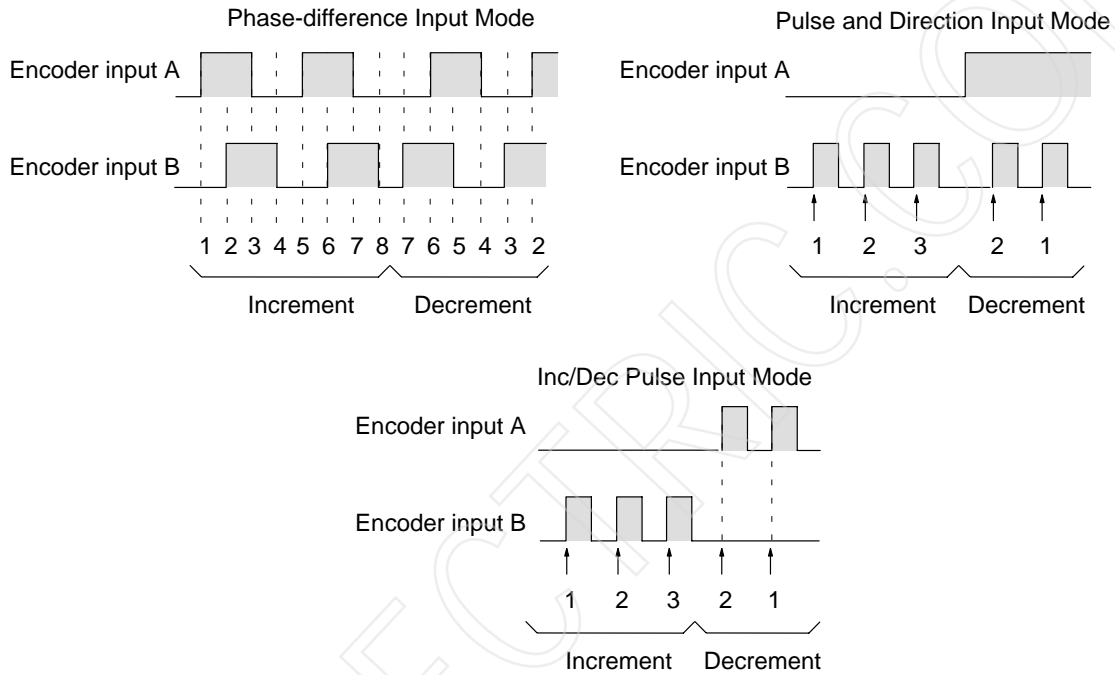 Phase-difference Input Mode
Encoder input A
Encoder input B
1 2 3 4 5 6 7 8 7 6 5 4 3 2
Increment Decrement
Pulse and Direction Input Mode
Encoder input A
Encoder input B
1 2 3 2 1
Increment Decrement
Inc/Dec Pulse Input Mode
Encoder input A
Encoder input B
1 2 3 2 1
Increment Decrement
ECTRIC.CO